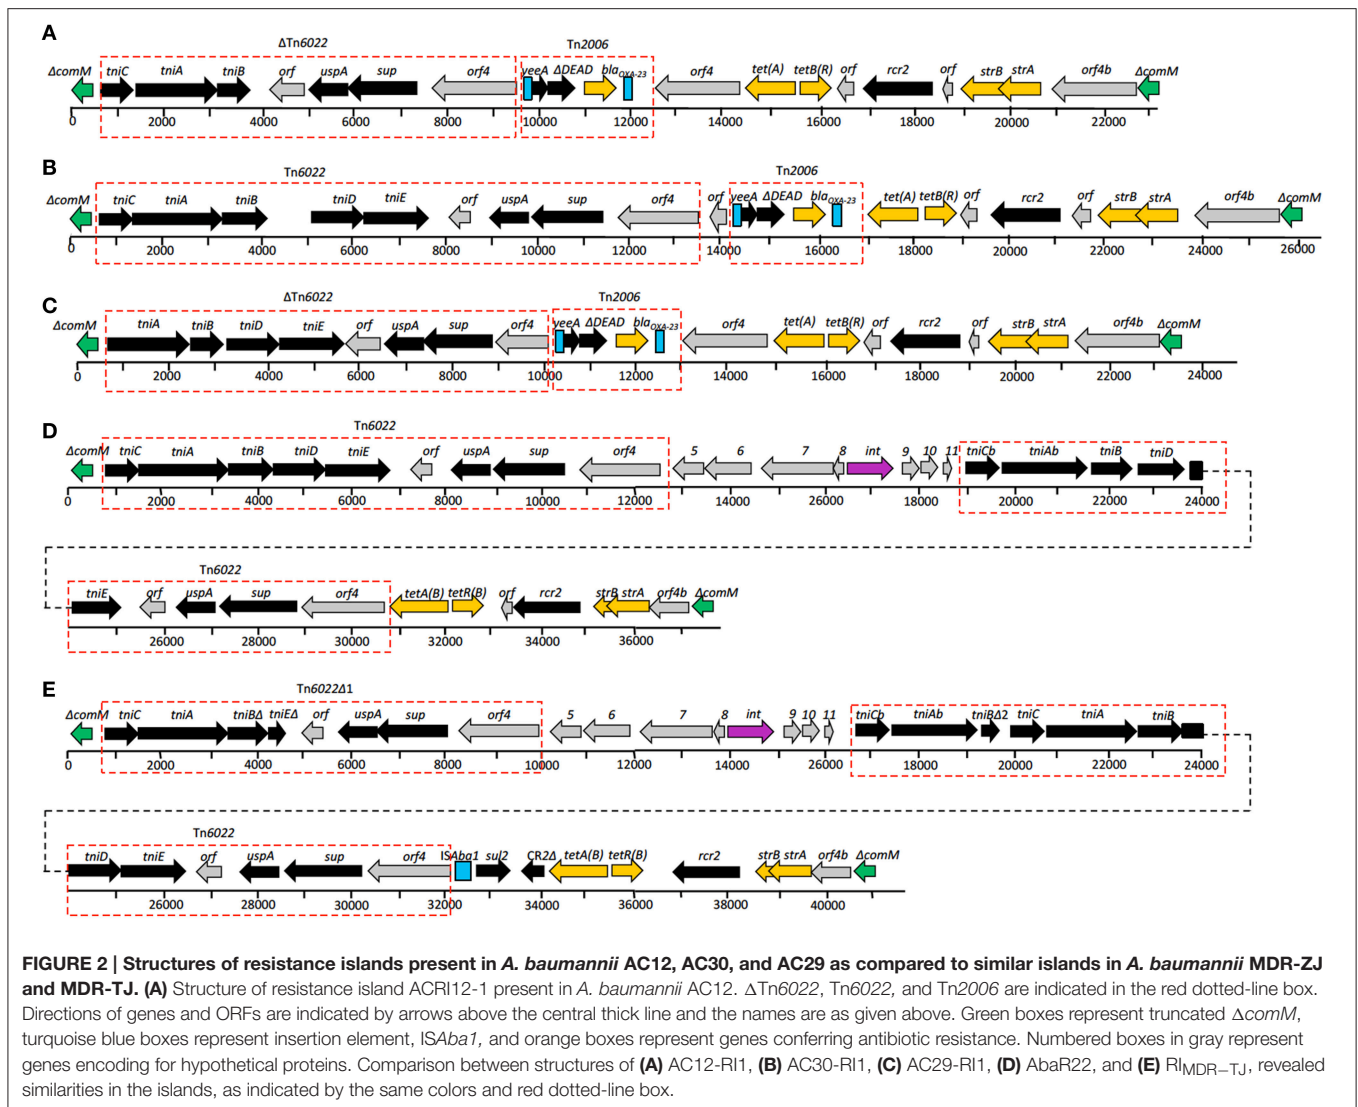 A
ΔTn6022 Tn2006
ΔcomM tniC tniA tniB orf uspA sup orf4 yeeA ΔDEAD blaOXA-23 orf4 tet(A) tetB(R) orf rcr2 orf strB strA orf4b ΔcomM
0 2000 4000 6000 8000 10000 12000 14000 16000 18000 20000 22000
B
Tn6022 Tn2006
ΔcomM tniC tniA tniB tniD tniE orf uspA sup orf4 orf yeeA ΔDEAD blaOXA-23 tet(A) tetB(R) orf rcr2 orf strB strA orf4b ΔcomM
0 2000 4000 6000 8000 10000 12000 14000 16000 18000 20000 22000 24000 26000
C
ΔTn6022 Tn2006
ΔcomM tniA tniB tniD tniE orf uspA sup orf4 yeeA ΔDEAD blaOXA-23 orf4 tet(A) tetB(R) orf rcr2 orf strB strA orf4b ΔcomM
0 2000 4000 6000 8000 10000 12000 14000 16000 18000 20000 22000 24000
D
Tn6022
ΔcomM tniC tniA tniB tniD tniE orf uspA sup orf4 5 6 7 8 int 9 10 11 tniCb tniAb tniB tniD
0 2000 4000 6000 8000 10000 12000 14000 26000 18000 20000 22000 24000
Tn6022
tniE orf uspA sup orf4 tetA(B) tetR(B) orf rcr2 strB strA orf4b ΔcomM
26000 28000 30000 32000 34000 36000
E
Tn6022Δ1
ΔcomM tniC tniA tniBΔ tniEΔ orf uspA sup orf4 5 6 7 8 int 9 10 11 tniCb tniAb tniBΔ2 tniC tniA tniB
0 2000 4000 6000 8000 10000 12000 14000 26000 18000 20000 22000 24000
Tn6022
tniD tniE orf uspA sup orf4 ISAba1 sul2 CR2Δ tetA(B) tetR(B) rcr2 strB strA orf4b ΔcomM
26000 28000 30000 32000 34000 36000 38000 40000
FIGURE 2 | Structures of resistance islands present in A. baumannii AC12, AC30, and AC29 as compared to similar islands in A. baumannii MDR-ZJ
and MDR-TJ. (A) Structure of resistance island ACRI12-1 present in A. baumannii AC12. ΔTn6022, Tn6022, and Tn2006 are indicated in the red dotted-line box.
Directions of genes and ORFs are indicated by arrows above the central thick line and the names are as given above. Green boxes represent truncated ΔcomM,
turquoise blue boxes represent insertion element, ISAba1, and orange boxes represent genes conferring antibiotic resistance. Numbered boxes in gray represent
genes encoding for hypothetical proteins. Comparison between structures of (A) AC12-RI1, (B) AC30-RI1, (C) AC29-RI1, (D) AbaR22, and (E) RIMDR−TJ, revealed
similarities in the islands, as indicated by the same colors and red dotted-line box.